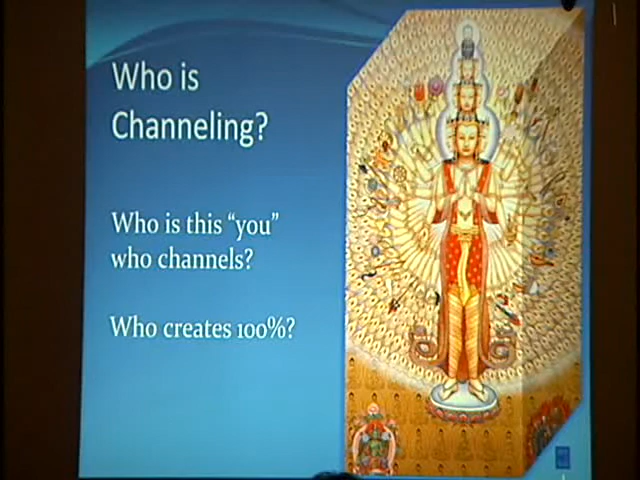 Who is
Channeling?
Who is this “you”
who channels?
Who creates 100%?